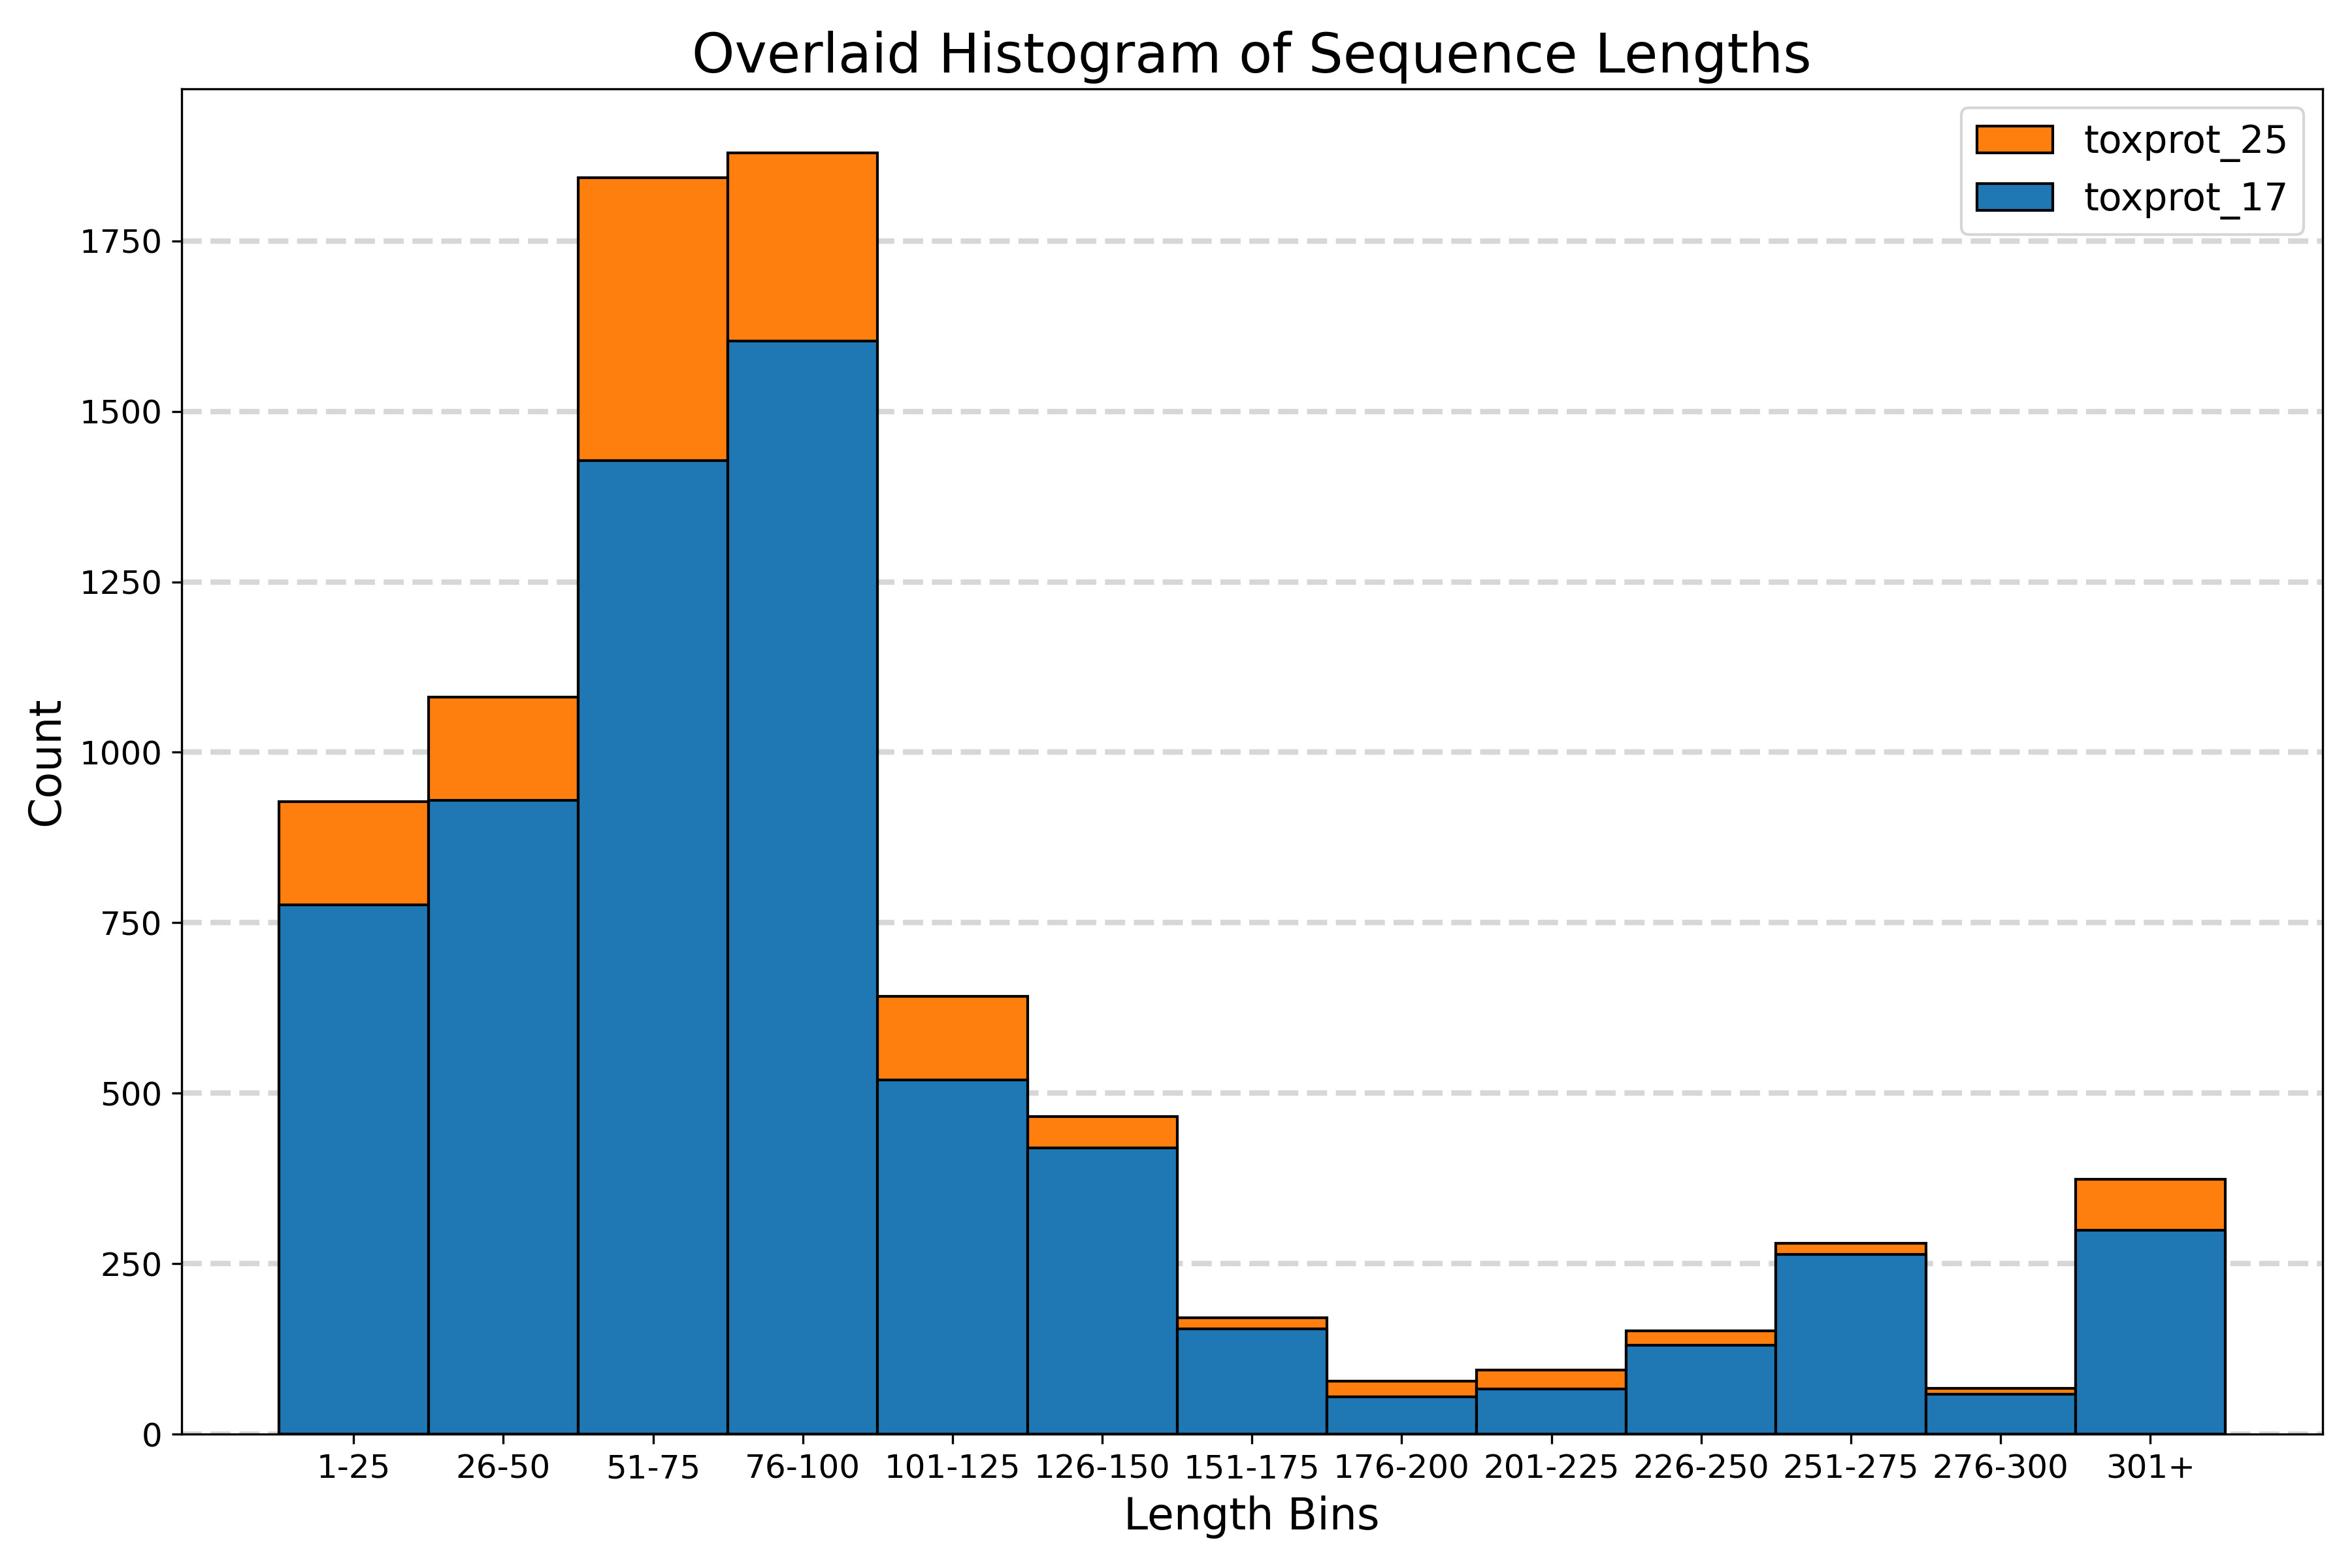 Overlaid Histogram of Sequence Lengths
toxprot_25
toxprot_17
Count
1750
1500
1250
1000
750
500
250
0
1-25 26-50 51-75 76-100 101-125 126-150 151-175 176-200 201-225 226-250 251-275 276-300 301+
Length Bins